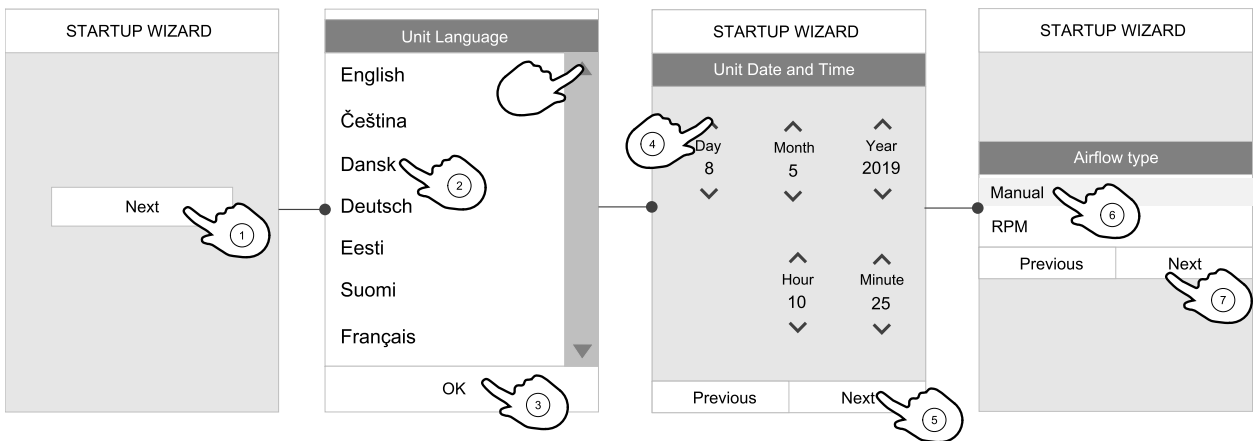 STARTUP WIZARD
Next
1
Unit Language
English
Čeština
Dansk
2
Deutsch
Eesti
Suomi
Français
OK
3
STARTUP WIZARD
Unit Date and Time
4
Day Month Year
8 5 2019
Hour Minute
10 25
Previous Next
5
STARTUP WIZARD
Airflow type
Manual
6
RPM
Previous Next
7